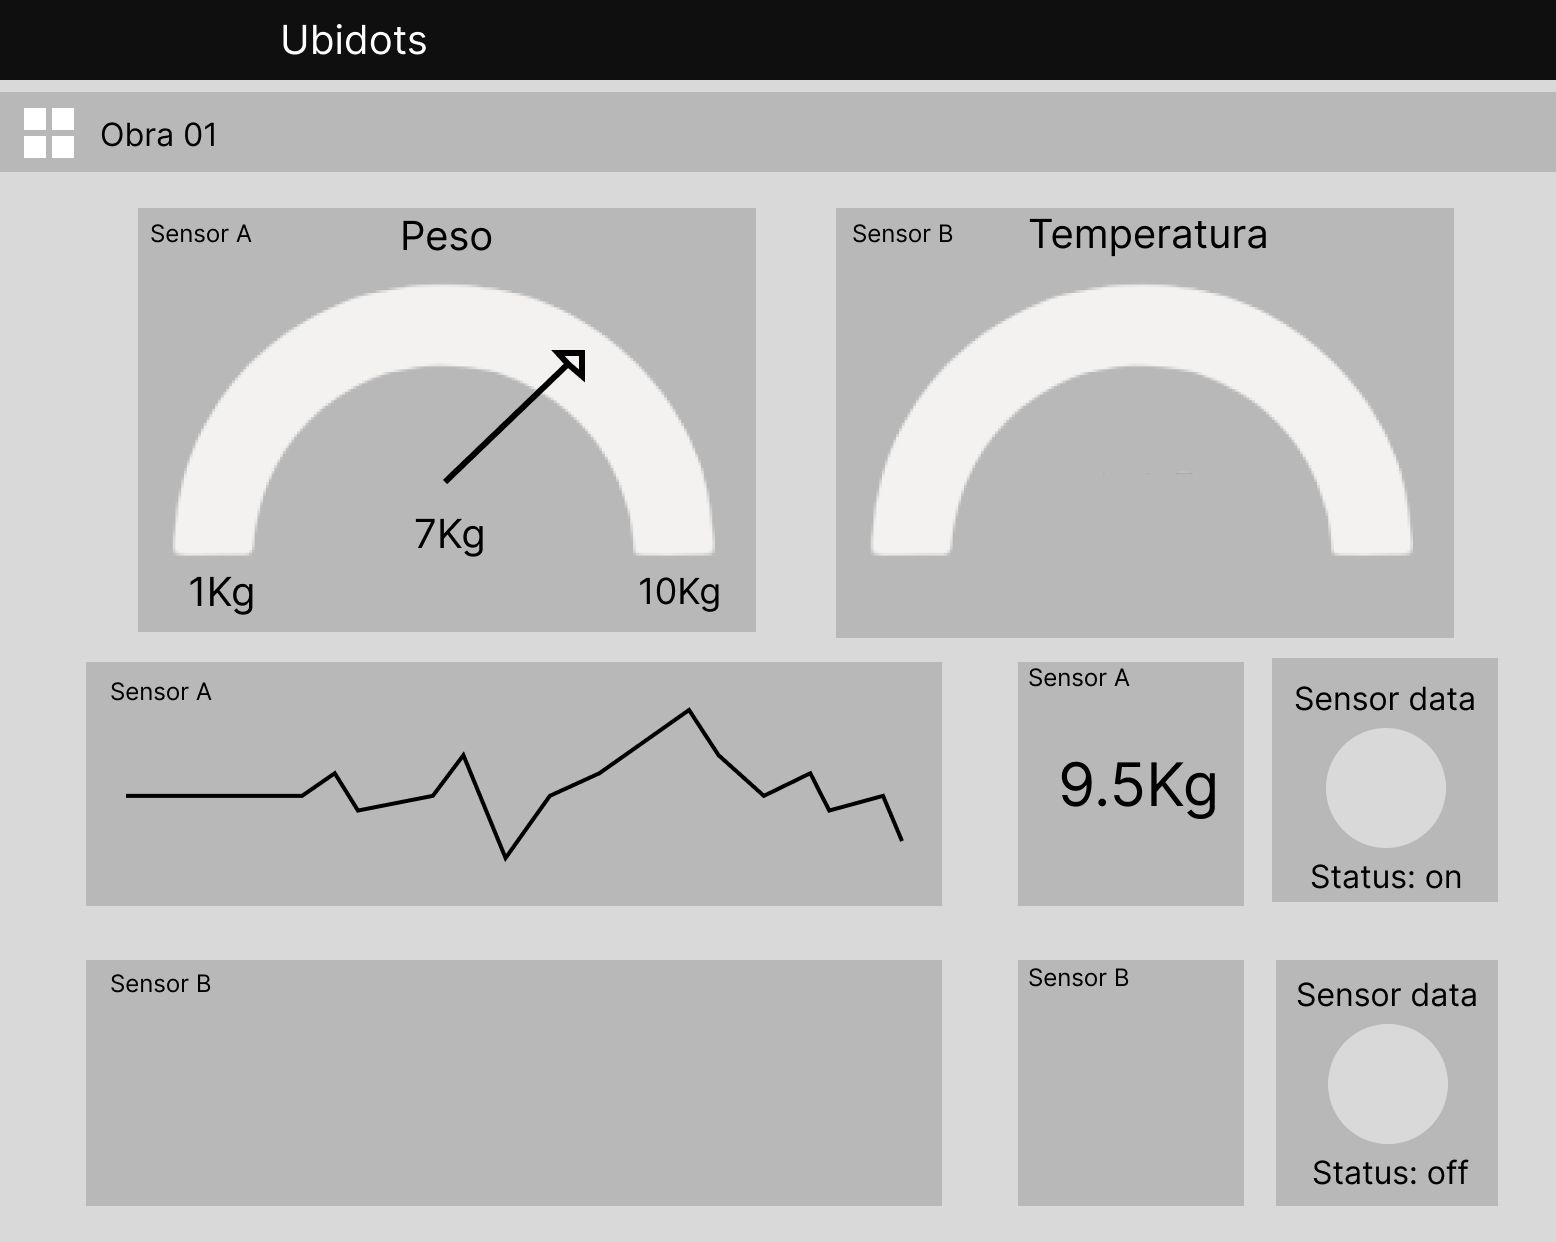 Ubidots
Obra 01
Sensor A
Peso
7Kg
1Kg
10Kg
Sensor B
Temperatura
Sensor A
Sensor A
9.5Kg
Sensor data
Status: on
Sensor B
Sensor B
Sensor data
Status: off